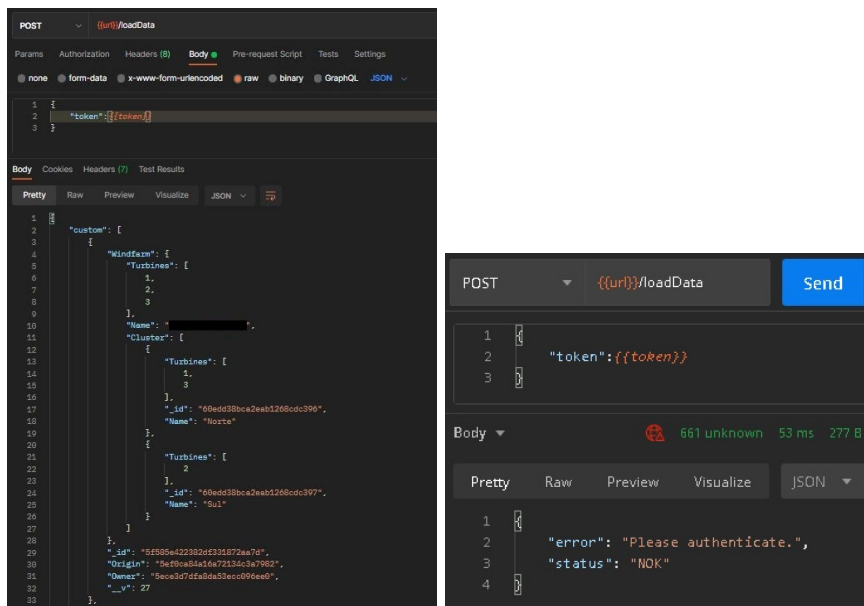 POST {{url}}/loadData
Params Authorization Headers (8) Body Pre-request Script Tests Settings
none form-data x-www-form-urlencoded raw binary GraphQL JSON
1 {
2 "token":{{token}}
3 }
Body Cookies Headers (7) Test Results
Pretty Raw Preview Visualize JSON
1 {
2 "custom": [
3 {
4 "Windfarm": {
5 "Turbines": [
6 1,
7 2,
8 3
9 ],
10 "Name": " ",
11 "Cluster": [
12 {
13 "Turbines": [
14 1,
15 3
16 ],
17 "_id": "60edd38bca2eab1268cdc396",
18 "Name": "Norte"
19 },
20 {
21 "Turbines": [
22 2
23 ],
24 "_id": "60edd38bca2eab1268cdc397",
25 "Name": "Sul"
26 }
27 ]
28 },
29 "_id": "5f585e422382df331872aa7d",
30 "Origin": "5ef0ca84a16a72134c3a7982",
31 "Owner": "5ece3d7dfa8da53ecc096ee0",
32 "__v": 27
33 },
POST {{url}}/loadData Send
1 {
2 "token":{{token}}
3 }
Body 661 unknown 53 ms 277 B
Pretty Raw Preview Visualize JSON
1 {
2 "error": "Please authenticate.",
3 "status": "NOK"
4 }